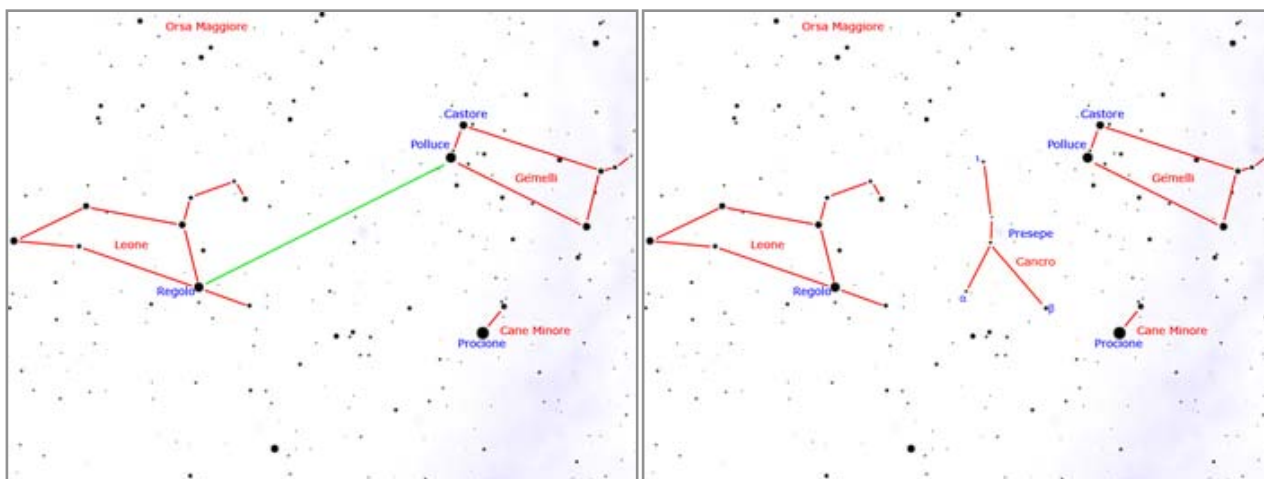 Orsa Maggiore
Castore
Polluce
Gemelli
Leone
Regolo
Cane Minore
Procione
Orsa Maggiore
Castore
Polluce
Gemelli
ι
Presepe
Leone
Cancro
Regolo
α
β
Cane Minore
Procione